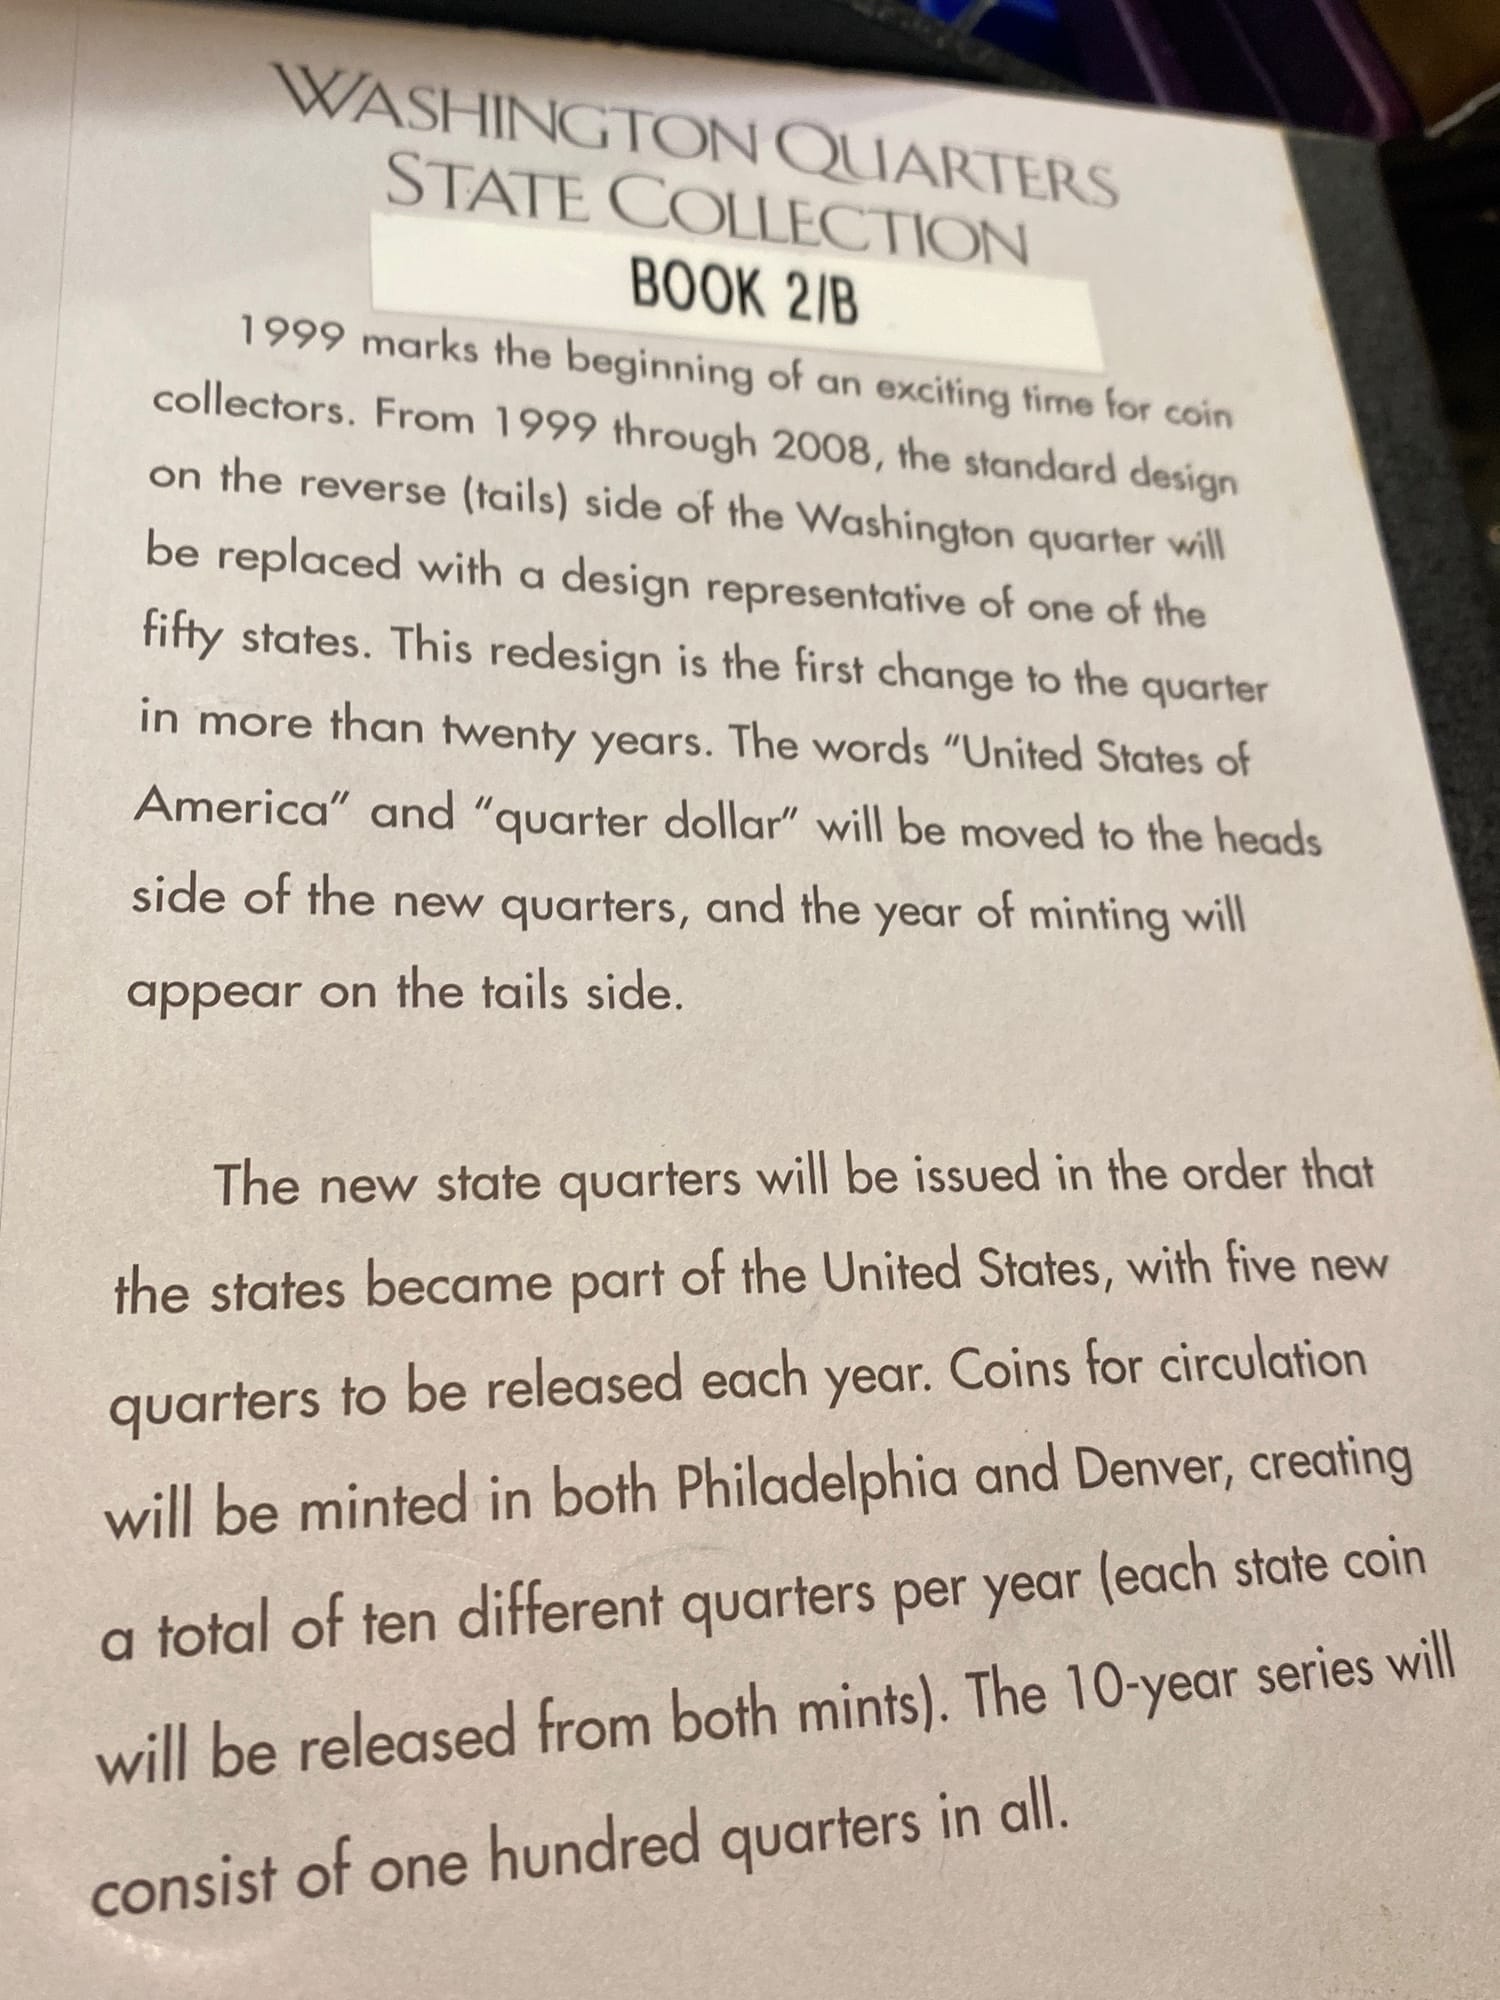 WASHINGTON QUARTERS
STATE COLLECTION
BOOK 2/B
1999 marks the beginning of an exciting time for coin
collectors. From 1999 through 2008, the standard design
on the reverse (tails) side of the Washington quarter will
be replaced with a design representative of one of the
fifty states. This redesign is the first change to the quarter
in more than twenty years. The words “United States of
America” and “quarter dollar” will be moved to the heads
side of the new quarters, and the year of minting will
appear on the tails side.
The new state quarters will be issued in the order that
the states became part of the United States, with five new
quarters to be released each year. Coins for circulation
will be minted in both Philadelphia and Denver, creating
a total of ten different quarters per year (each state coin
will be released from both mints). The 10-year series will
consist of one hundred quarters in all.